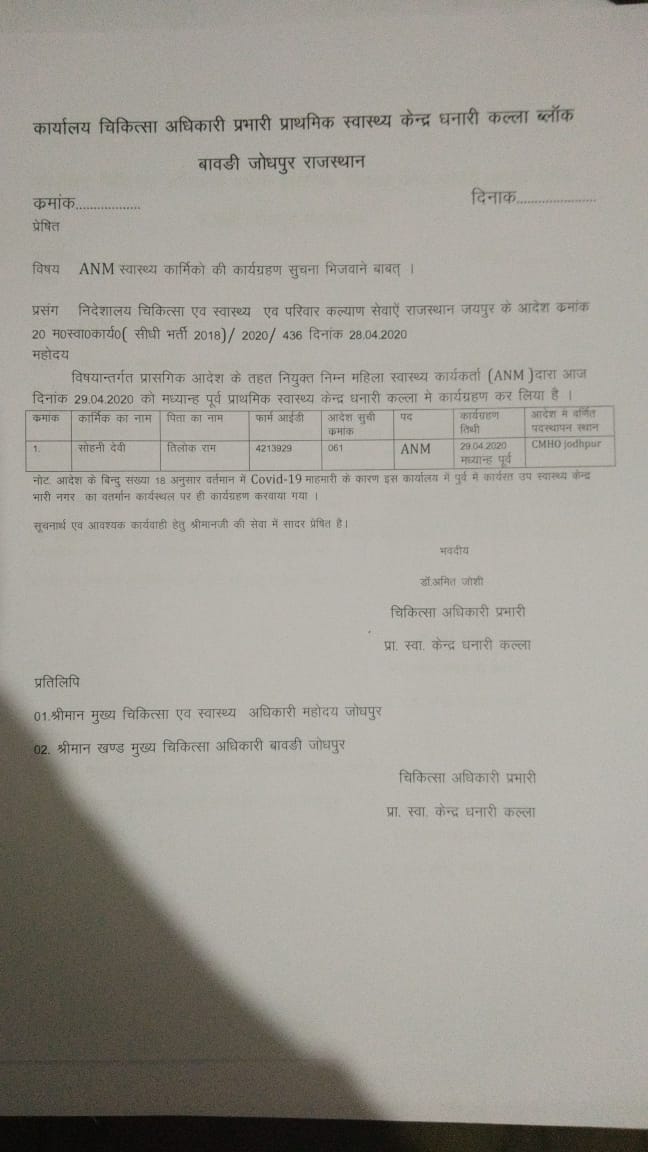 कार्यालय चिकित्सा अधिकारी प्रभारी प्राथमिक स्वास्थ्य केन्द्र धनारी कल्ला ब्लॉक
बावडी जोधपुर राजस्थान
कमांक..................
दिनाक......................
प्रेषित
विषय ANM स्वास्थ्य कार्मिको की कार्यग्रहण सुचना भिजवाने बाबत् ।
प्रसंग निदेशालय चिकित्सा एव स्वास्थ्य एव परिवार कल्याण सेवाऐं राजस्थान जयपुर के आदेश कमांक
20 म०स्वा०कार्य०( सीधी भर्ती 2018)/ 2020/ 436 दिनांक 28.04.2020
महोदय
विषयान्तर्गत प्रासगिक आदेश के तहत नियुक्त निम्न महिला स्वास्थ्य कार्यकर्ता (ANM )दारा आज
दिनांक 29.04.2020 को मध्यान्ह पूर्व प्राथमिक स्वास्थ्य केन्द्र धनारी कल्ला मे कार्यग्रहण कर लिया है ।
कमाक कार्मिक का नाम पिता का नाम फार्म आईडी आदेश सुची कमांक पद कार्यग्रहण तिथी आदेश मे वर्णित पदस्थापन स्थान
1. सोहनी देवी तिलोक राम 4213929 061 ANM 29.04.2020 मध्यान्ह पूर्व CMHO Jodhpur
नोट. आदेश के बिन्दु संख्या 18 अनुसार वर्तमान में Covid-19 माहमारी के कारण इस कार्यालय में पुर्व मे कार्यस्त उप स्वास्थ्य केन्द्र
भारी नगर का वतर्मान कार्यस्थल पर ही कार्यग्रहण करवाया गया ।
सूचनार्थ एव आवश्यक कार्यवाही हेतु श्रीमानजी की सेवा में सादर प्रेषित है।
भवदीय
डॉ.अमित जोशी
चिकित्सा अधिकारी प्रभारी
प्रा. स्वा. केन्द्र धनारी कल्ला
प्रतिलिपि
01.श्रीमान मुख्य चिकित्सा एव स्वास्थ्य अधिकारी महोदय जोधपुर
02. श्रीमान खण्ड मुख्य चिकित्सा अधिकारी बावडी जोधपुर
चिकित्सा अधिकारी प्रभारी
प्रा. स्वा. केन्द्र धनारी कल्ला